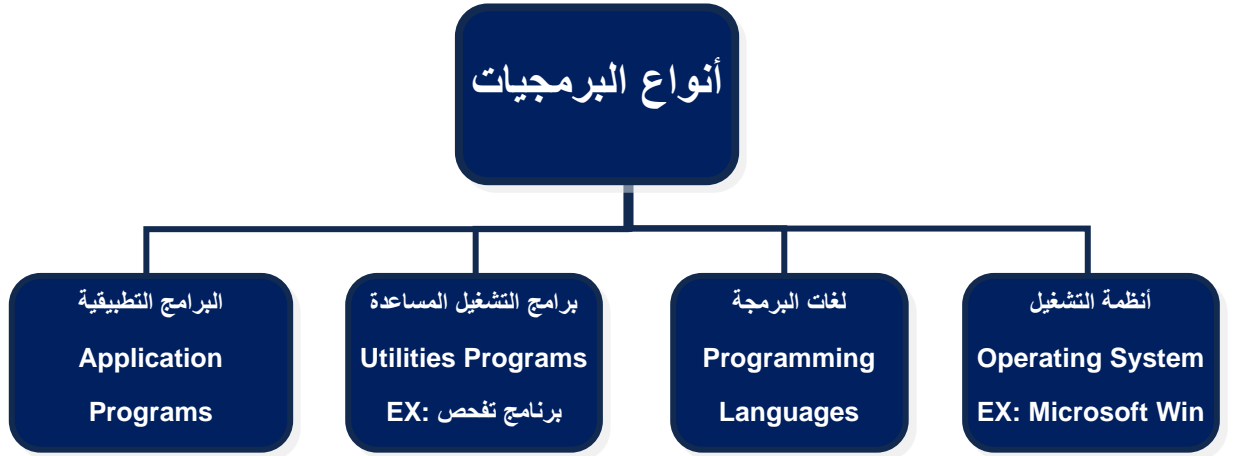 أنواع البرمجيات
أنظمة التشغيل
Operating System
EX: Microsoft Win
لغات البرمجة
Programming
Languages
برامج التشغيل المساعدة
Utilities Programs
EX: برنامج تفحص
البرامج التطبيقية
Application
Programs